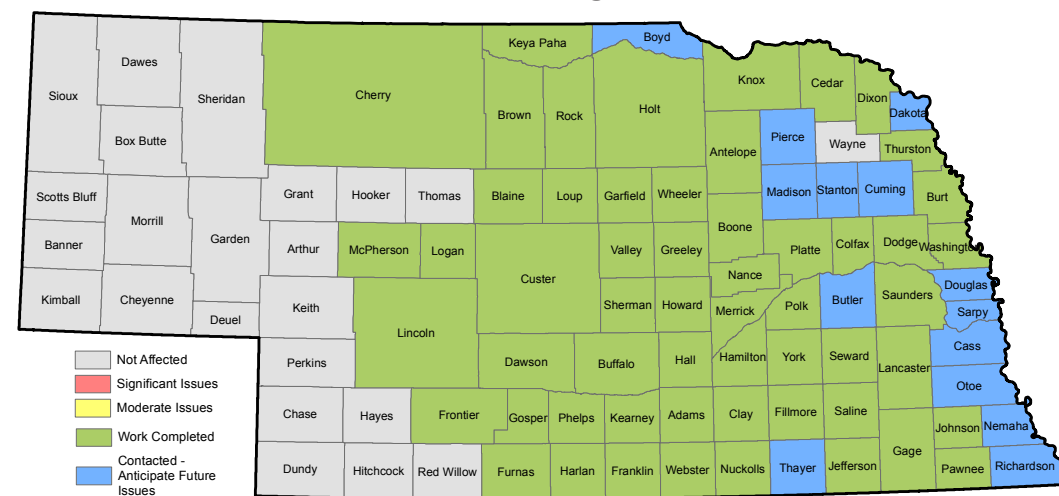 Boyd
Keya Paha
Dawes
Knox
Cedar
Sioux
Sheridan
Cherry
Dixon
Holt
Brown
Rock
Dakota
Pierce
Box Butte
Wayne
Thurston
Antelope
Scotts Bluff
Grant
Hooker
Thomas
Blaine
Loup
Garfield
Wheeler
Madison
Stanton
Cuming
Burt
Morrill
Boone
Banner
Garden
Arthur
McPherson
Logan
Valley
Greeley
Platte
Colfax
Dodge
Washington
Custer
Nance
Douglas
Kimball
Cheyenne
Keith
Sherman
Howard
Merrick
Polk
Butler
Saunders
Sarpy
Deuel
Lincoln
Cass
Perkins
Dawson
Buffalo
Hall
Hamilton
York
Seward
Lancaster
Otoe
Chase
Hayes
Frontier
Gosper
Phelps
Kearney
Adams
Clay
Fillmore
Saline
Johnson
Nemaha
Gage
Dundy
Hitchcock
Red Willow
Furnas
Harlan
Franklin
Webster
Nuckolls
Thayer
Jefferson
Pawnee
Richardson
Not Affected
Significant Issues
Moderate Issues
Work Completed
Contacted -
Anticipate Future
Issues